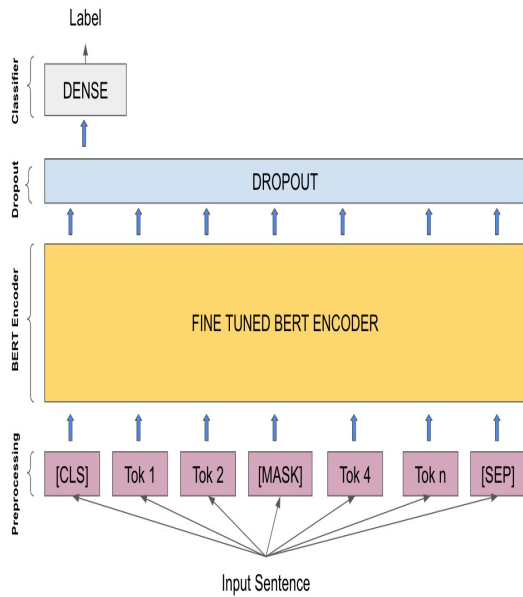 Label
Classifier
DENSE
Dropout
DROPOUT
BERT Encoder
FINE TUNED BERT ENCODER
Preprocessing
[CLS] Tok 1 Tok 2 [MASK] Tok 4 Tok n [SEP]
Input Sentence